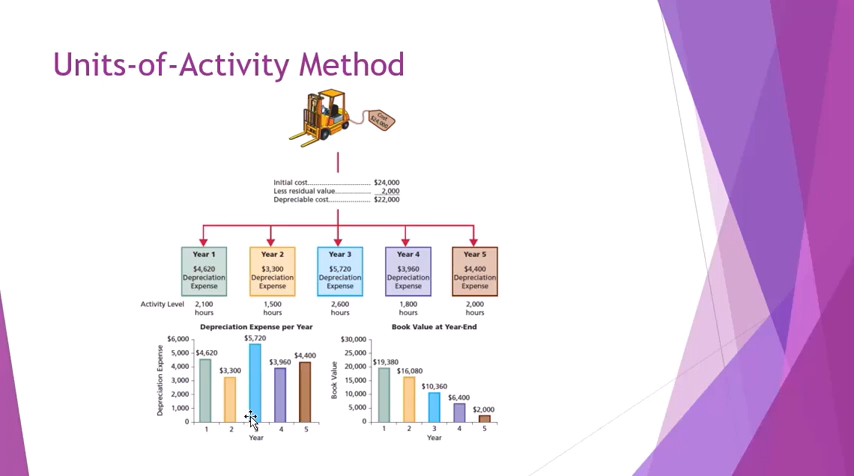 Units-of-Activity Method
Cost
$24,000
Initial cost.............................. $24,000
Less residual value................ 2,000
Depreciable cost.................... $22,000
Year 1
$4,620
Depreciation
Expense
Year 2
$3,300
Depreciation
Expense
Year 3
$5,720
Depreciation
Expense
Year 4
$3,960
Depreciation
Expense
Year 5
$4,400
Depreciation
Expense
Activity Level
2,100
hours
1,500
hours
2,600
hours
1,800
hours
2,000
hours
Depreciation Expense per Year
Depreciation Expense
$6,000
5,000
4,000
3,000
2,000
1,000
0
$4,620
$3,300
$5,720
$3,960
$4,400
1 2 4 5
Year
Book Value at Year-End
Book Value
$30,000
25,000
20,000
15,000
10,000
5,000
0
$19,380
$16,080
$10,360
$6,400
$2,000
1 2 3 4 5
Year